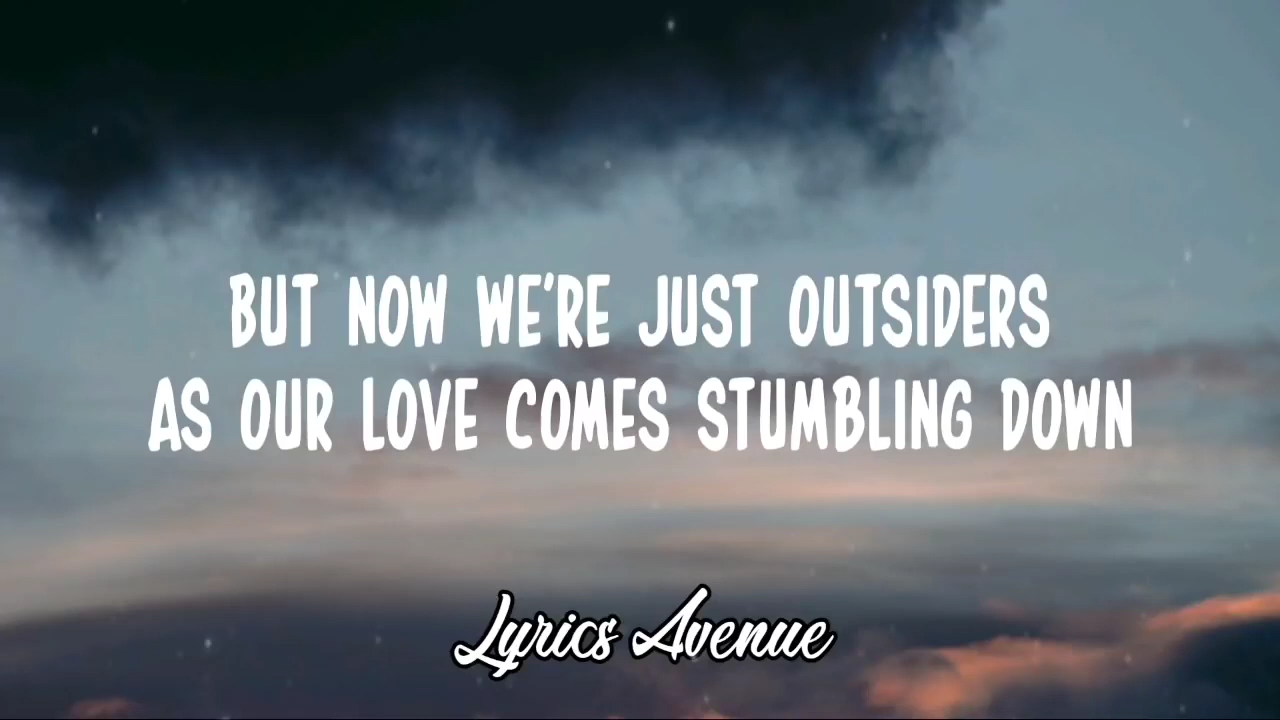 BUT NOW WE'RE JUST OUTSIDERS
AS OUR LOVE COMES STUMBLING DOWN
Lyrics Avenue